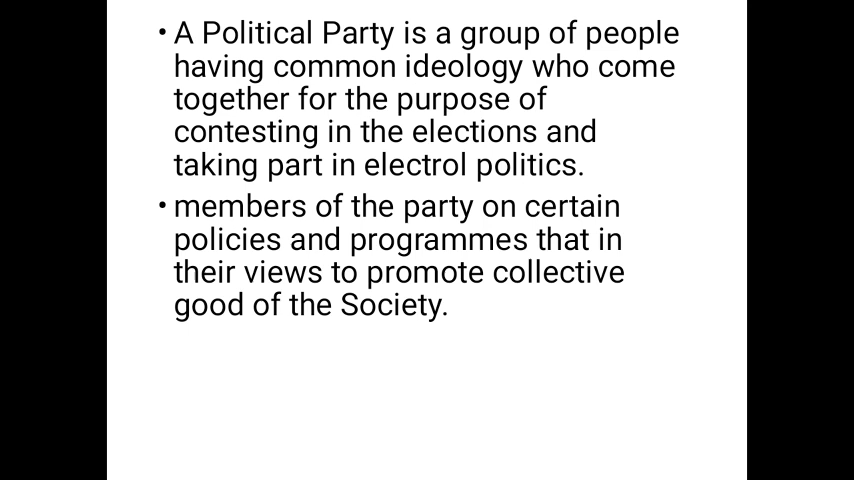 • A Political Party is a group of people
having common ideology who come
together for the purpose of
contesting in the elections and
taking part in electrol politics.
• members of the party on certain
policies and programmes that in
their views to promote collective
good of the Society.